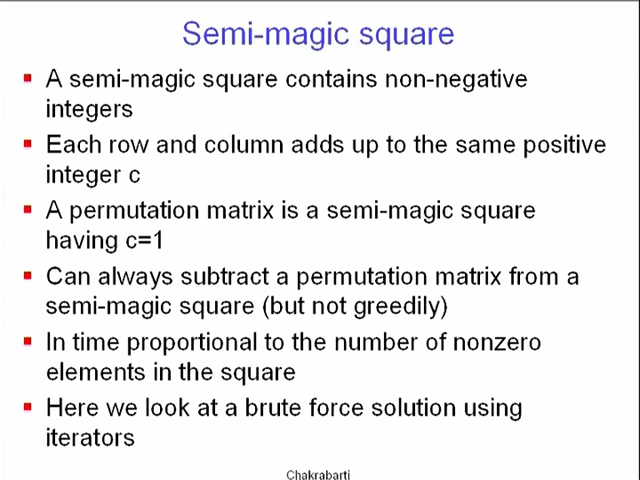 Semi-magic square
A semi-magic square contains non-negative
integers
Each row and column adds up to the same positive
integer c
A permutation matrix is a semi-magic square
having c=1
Can always subtract a permutation matrix from a
semi-magic square (but not greedily)
In time proportional to the number of nonzero
elements in the square
Here we look at a brute force solution using
iterators
Chakrabarti